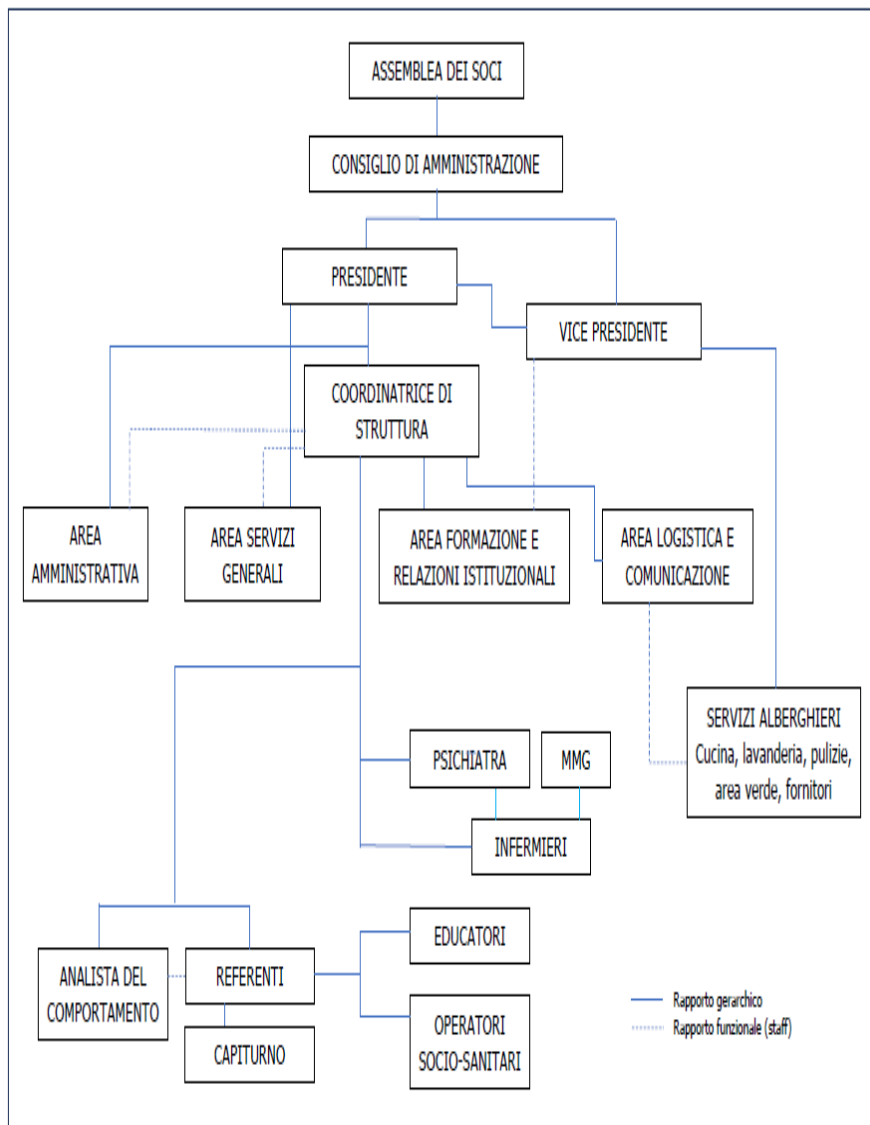 ASSEMBLEA DEI SOCI
CONSIGLIO DI AMMINISTRAZIONE
PRESIDENTE
VICE PRESIDENTE
COORDINATRICE DI
STRUTTURA
AREA
AMMINISTRATIVA
AREA SERVIZI
GENERALI
AREA FORMAZIONE E
RELAZIONI ISTITUZIONALI
AREA LOGISTICA E
COMUNICAZIONE
SERVIZI ALBERGHIERI
Cucina, lavanderia, pulizie,
area verde, fornitori
PSICHIATRA
MMG
INFERMIERI
EDUCATORI
ANALISTA DEL
COMPORTAMENTO
REFERENTI
CAPITURNO
OPERATORI
SOCIO-SANITARI
Rapporto gerarchico
Rapporto funzionale (staff)